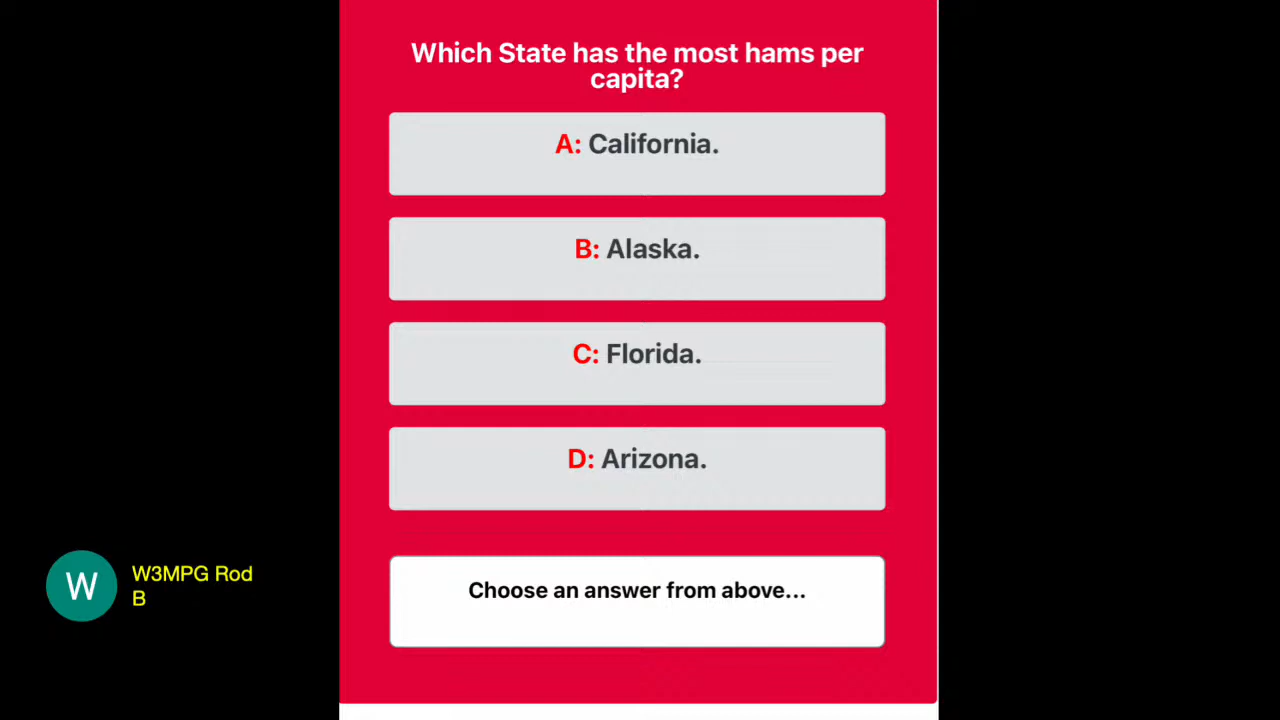 Which State has the most hams per
capita?
A: California.
B: Alaska.
C: Florida.
D: Arizona.
W
W3MPG Rod
B
Choose an answer from above...